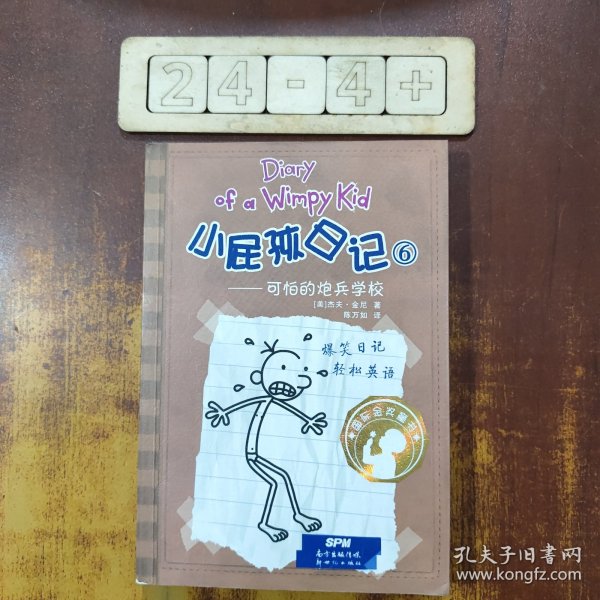 24-4+
Diary
of a Wimpy Kid
小屁孩日记⑥
——可怕的炮兵学校
[美]杰夫·金尼 著
陈万如 译
爆笑日记
轻松英语
SPM
南方出版传媒
新世纪出版社
孔夫子旧书网
www.kongfz.com